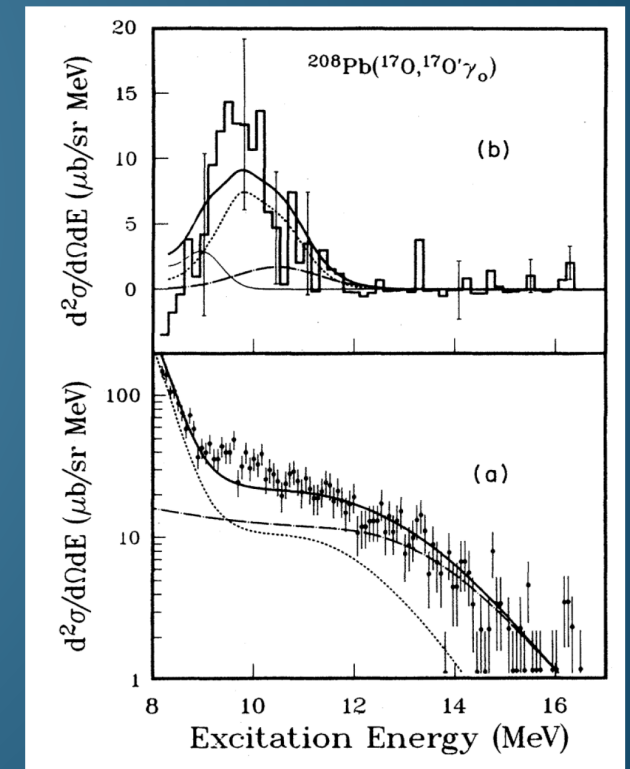 20
²⁰⁸Pb(¹⁷O,¹⁷O'γₒ)
15
(b)
10
5
0
d²σ/dΩdE (μb/sr MeV)
100
(a)
10
1
d²σ/dΩdE (μb/sr MeV)
8 10 12 14 16
Excitation Energy (MeV)